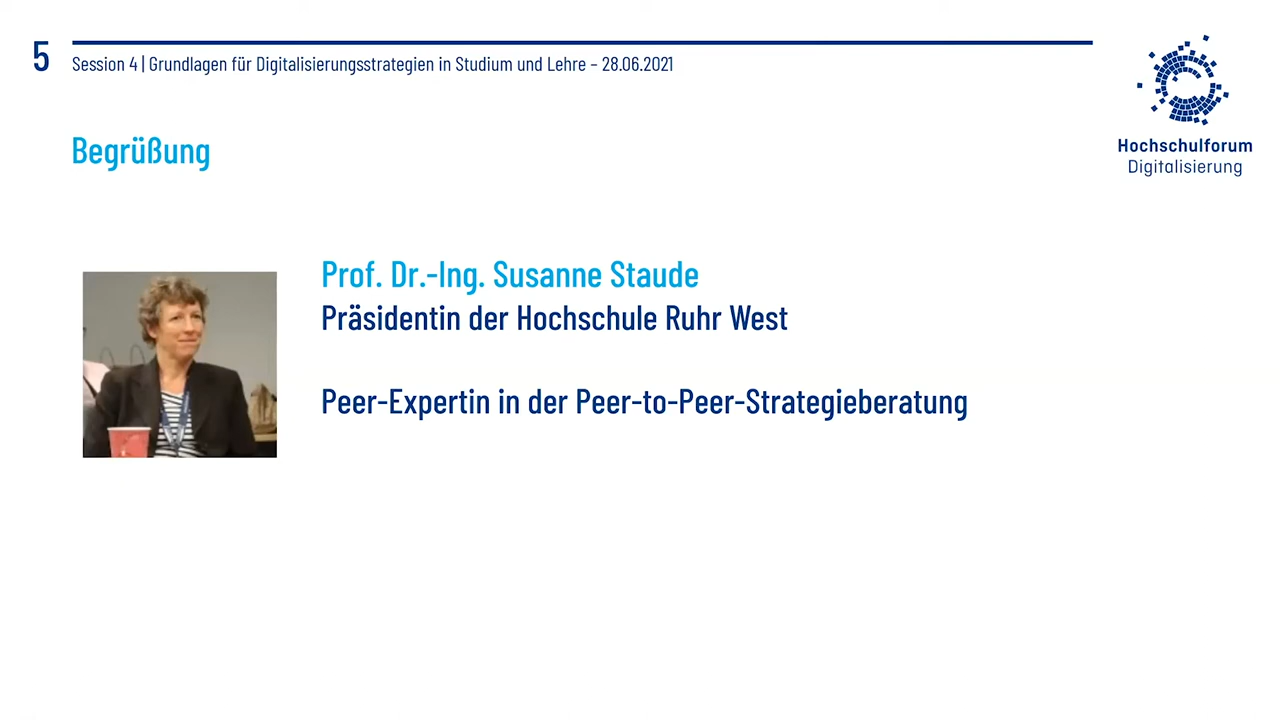 5
Session 4 | Grundlagen für Digitalisierungsstrategien in Studium und Lehre – 28.06.2021
Hochschulforum
Digitalisierung
Begrüßung
Prof. Dr.-Ing. Susanne Staude
Präsidentin der Hochschule Ruhr West
Peer-Expertin in der Peer-to-Peer-Strategieberatung